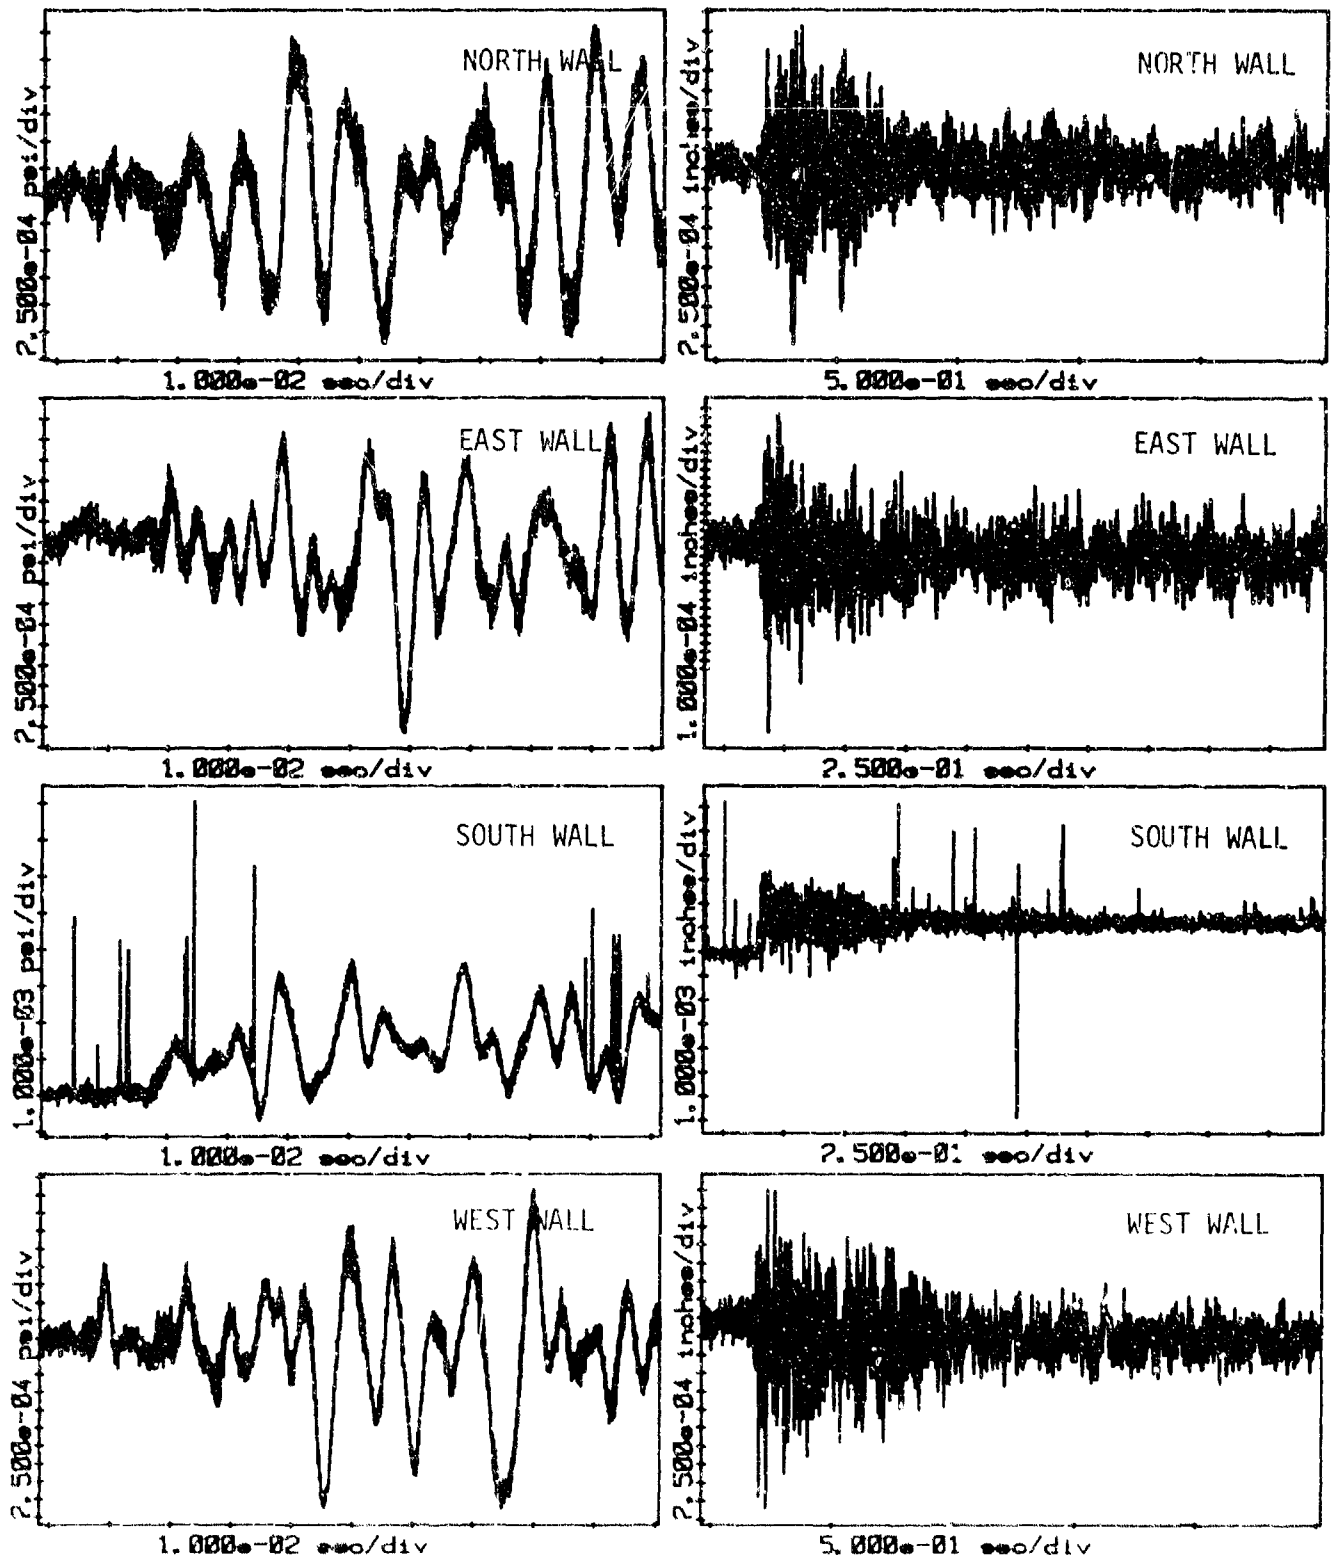 2.500e-04 psi/div
NORTH WALL
1.000e-02 sec/div
2.500e-04 inches/div
NORTH WALL
5.000e-01 sec/div
2.500e-04 psi/div
EAST WALL
1.000e-02 sec/div
1.000e-04 inches/div
EAST WALL
2.500e-01 sec/div
1.000e-03 psi/div
SOUTH WALL
1.000e-02 sec/div
1.000e-03 inches/div
SOUTH WALL
2.500e-01 sec/div
2.500e-04 psi/div
WEST WALL
1.000e-02 sec/div
2.500e-04 inches/div
WEST WALL
5.000e-01 sec/div